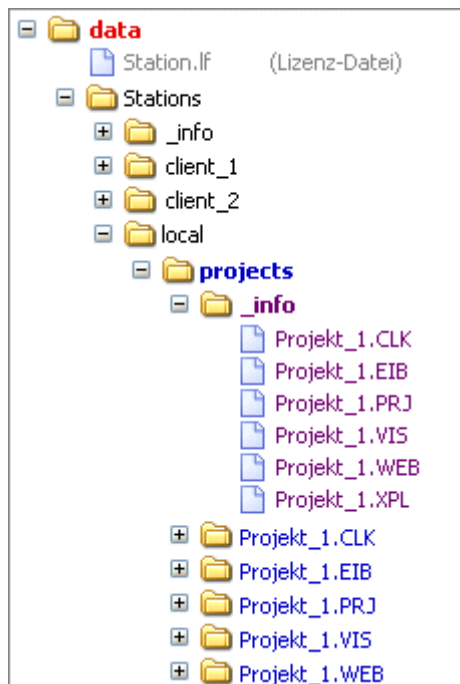 data
Station.lf (Lizenz-Datei)
Stations
_info
client_1
client_2
local
projects
_info
Projekt_1.CLK
Projekt_1.EIB
Projekt_1.PRJ
Projekt_1.VIS
Projekt_1.WEB
Projekt_1.XPL
Projekt_1.CLK
Projekt_1.EIB
Projekt_1.PRJ
Projekt_1.VIS
Projekt_1.WEB